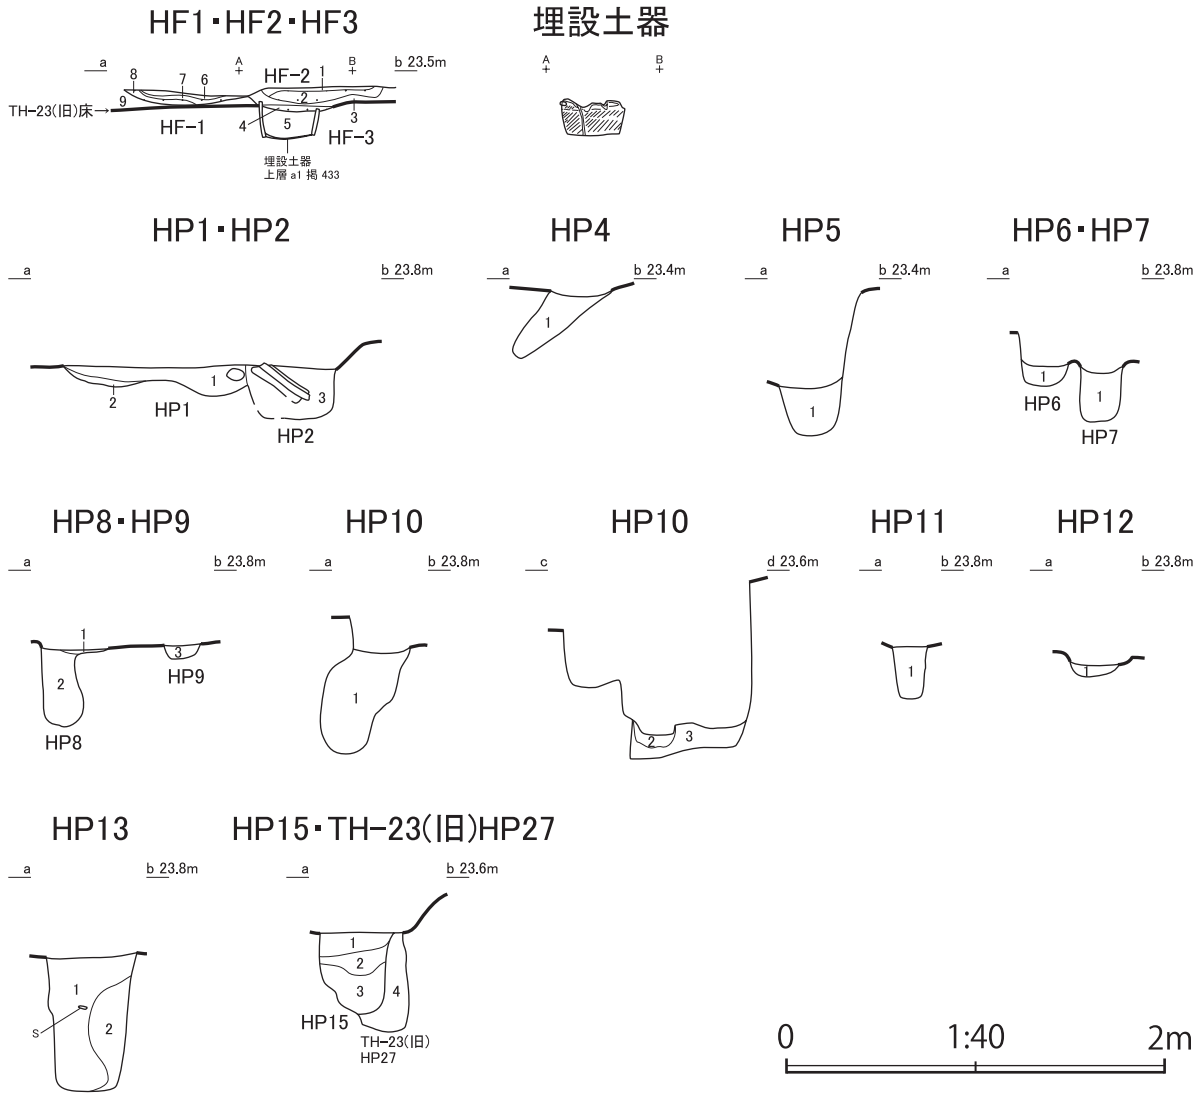 HF1・HF2・HF3
埋設土器
a
A
B
b 23.5m
A
B
8
7
6
HF-2
1
9
2
TH-23(旧)床→
HF-1
4
5
3
HF-3
埋設土器
上層 a1 掲 433
HP1・HP2
HP4
HP5
HP6・HP7
a
b 23.8m
a
b 23.4m
a
b 23.4m
a
b 23.8m
1
2
3
HP1
HP2
1
1
1
HP6
1
HP7
HP8・HP9
HP10
HP10
HP11
HP12
a
b 23.8m
a
b 23.8m
c
d 23.6m
a
b 23.8m
a
b 23.8m
1
2
3
HP9
HP8
1
2
3
1
1
HP13
HP15・TH-23(旧)HP27
a
b 23.8m
a
b 23.6m
1
2
S
1
2
3
4
HP15
TH-23(旧)
HP27
0
1:40
2m